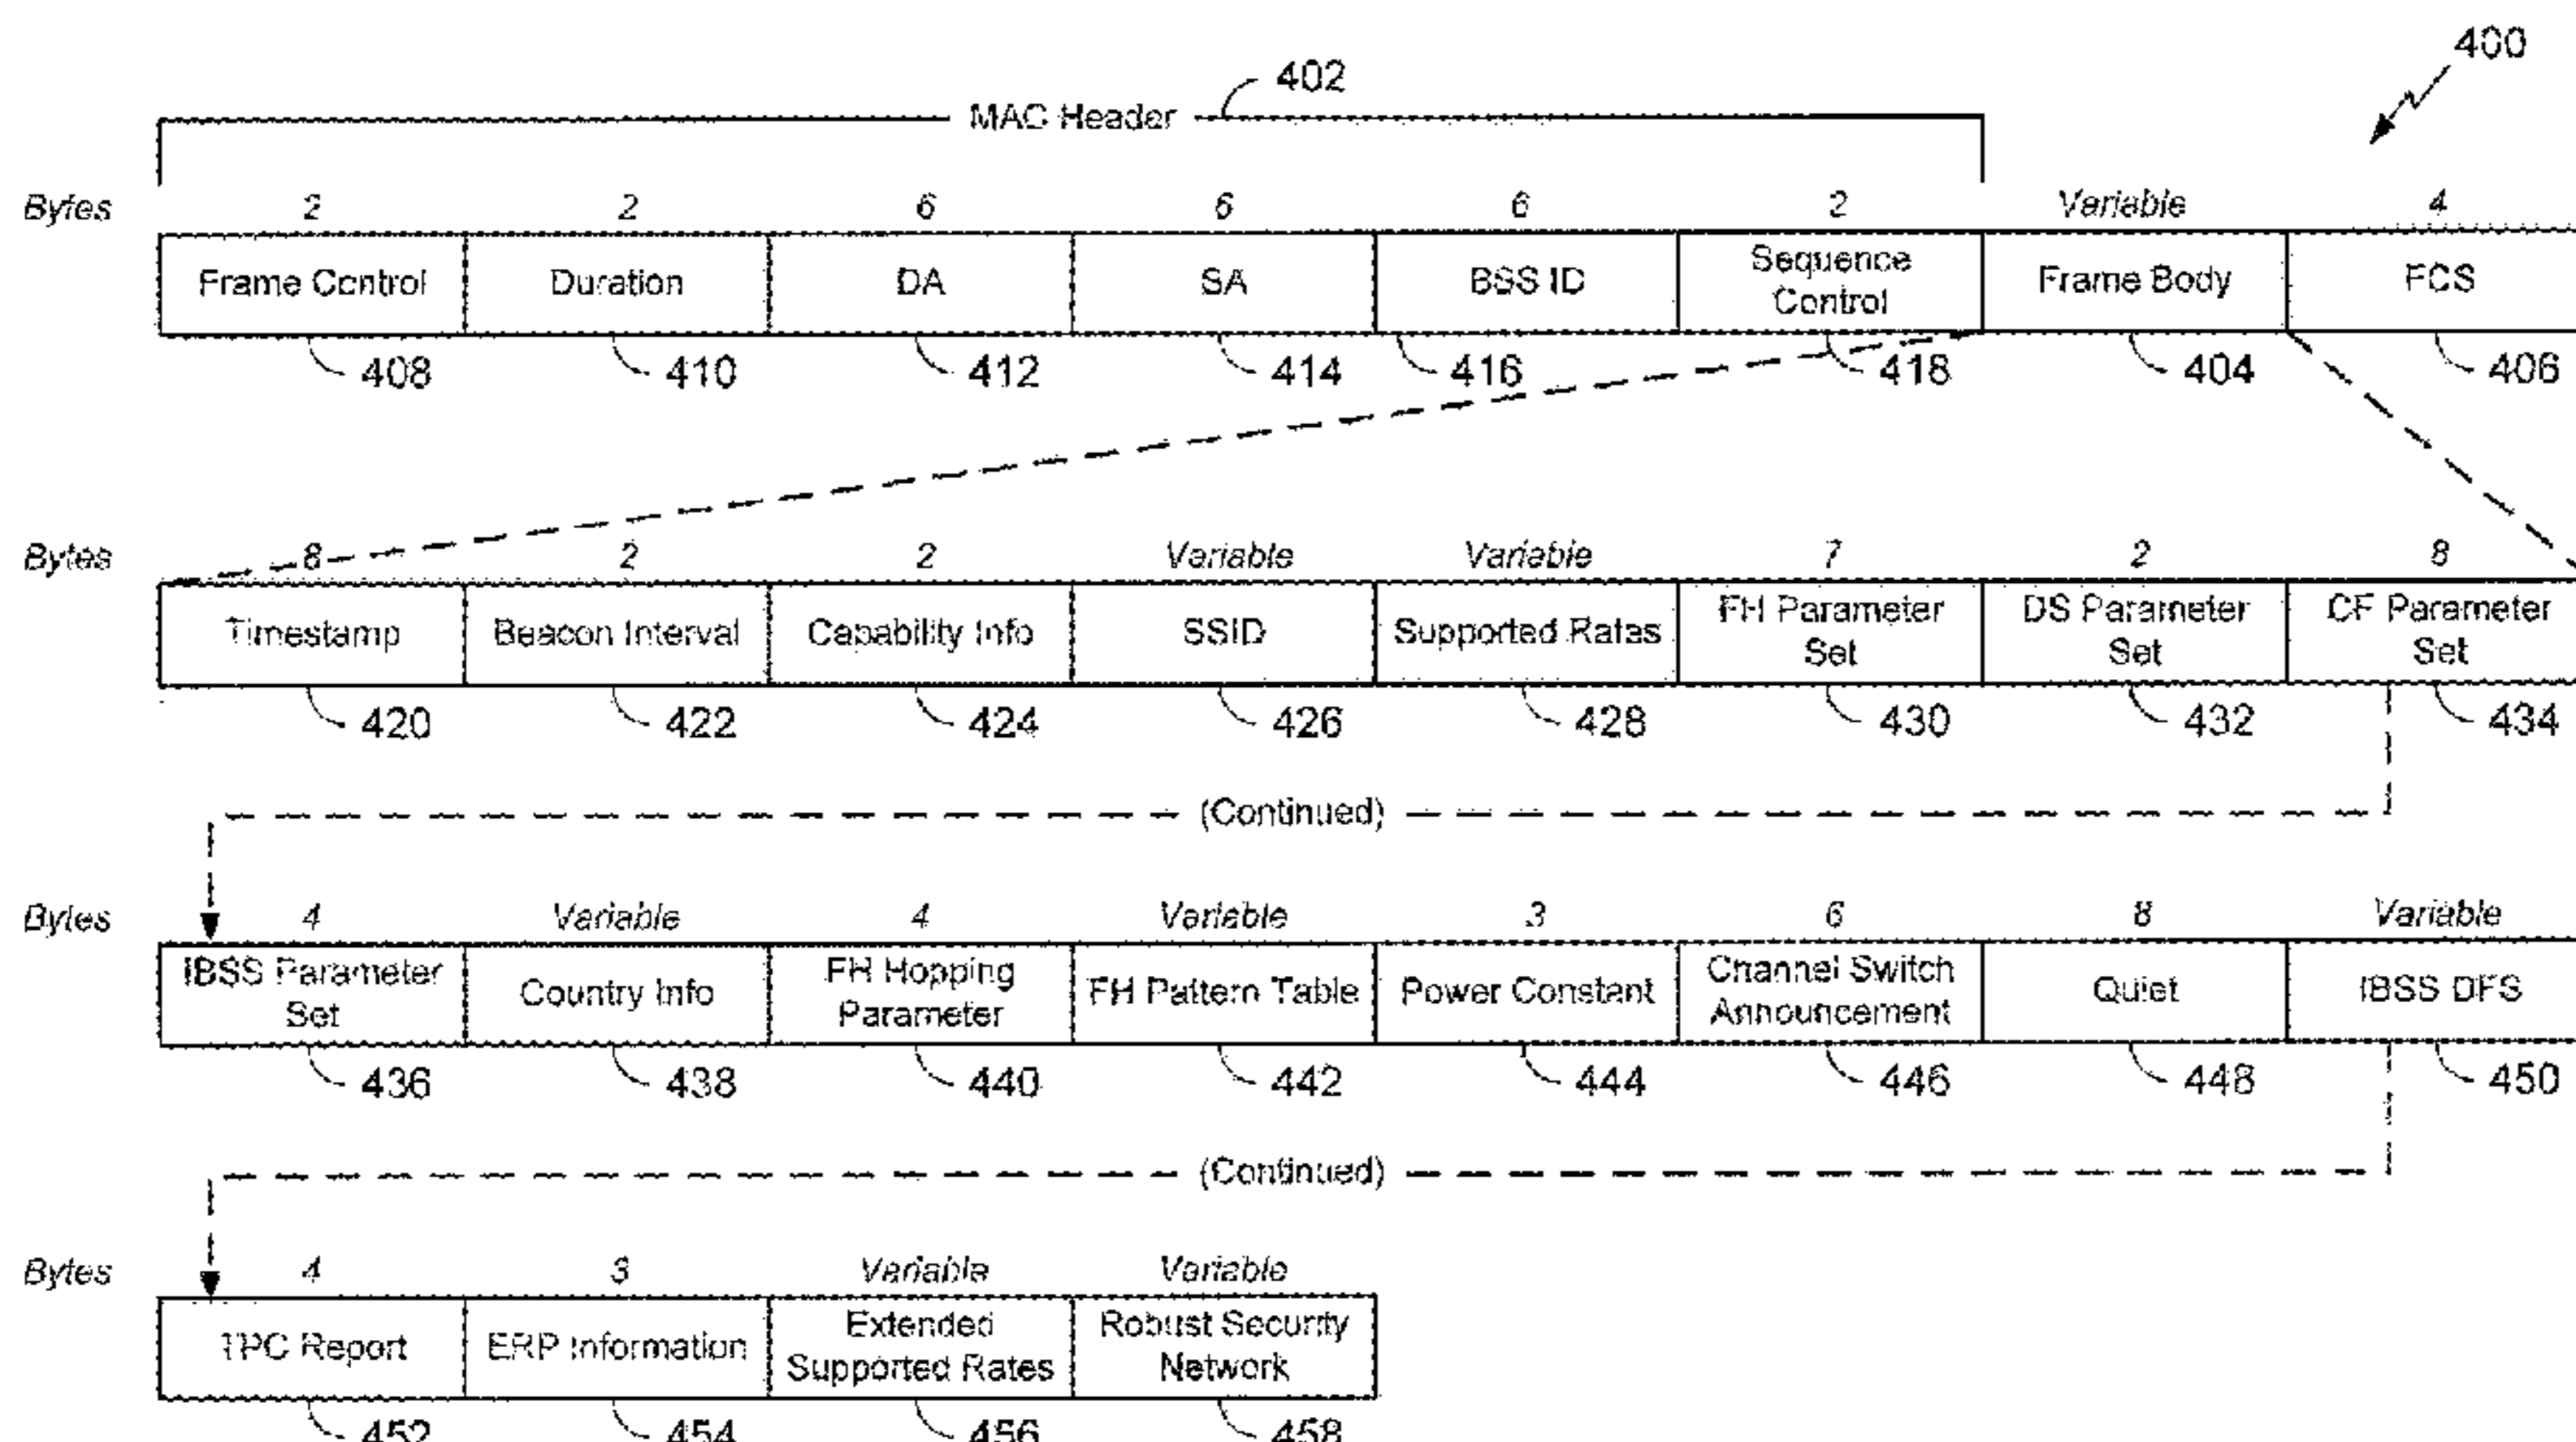 400
402
MAC Header
Bytes 2 2 6 6 6 2 Variable 4
Frame Control Duration DA SA BSS ID Sequence Control Frame Body FCS
408 410 412 414 416 418 404 406
Bytes 8 2 2 Variable Variable 7 2 8
Timestamp Beacon Interval Capability Info SSID Supported Rates FH Parameter Set DS Parameter Set CF Parameter Set
420 422 424 426 428 430 432 434
(Continued)
Bytes 4 Variable 4 Variable 3 6 8 Variable
IBSS Parameter Set Country Info FH Hopping Parameter FH Pattern Table Power Constant Channel Switch Announcement Quiet IBSS DFS
436 438 440 442 444 446 448 450
(Continued)
Bytes 4 3 Variable Variable
TPC Report ERP Information Extended Supported Rates Robust Security Network
452 454 456 458